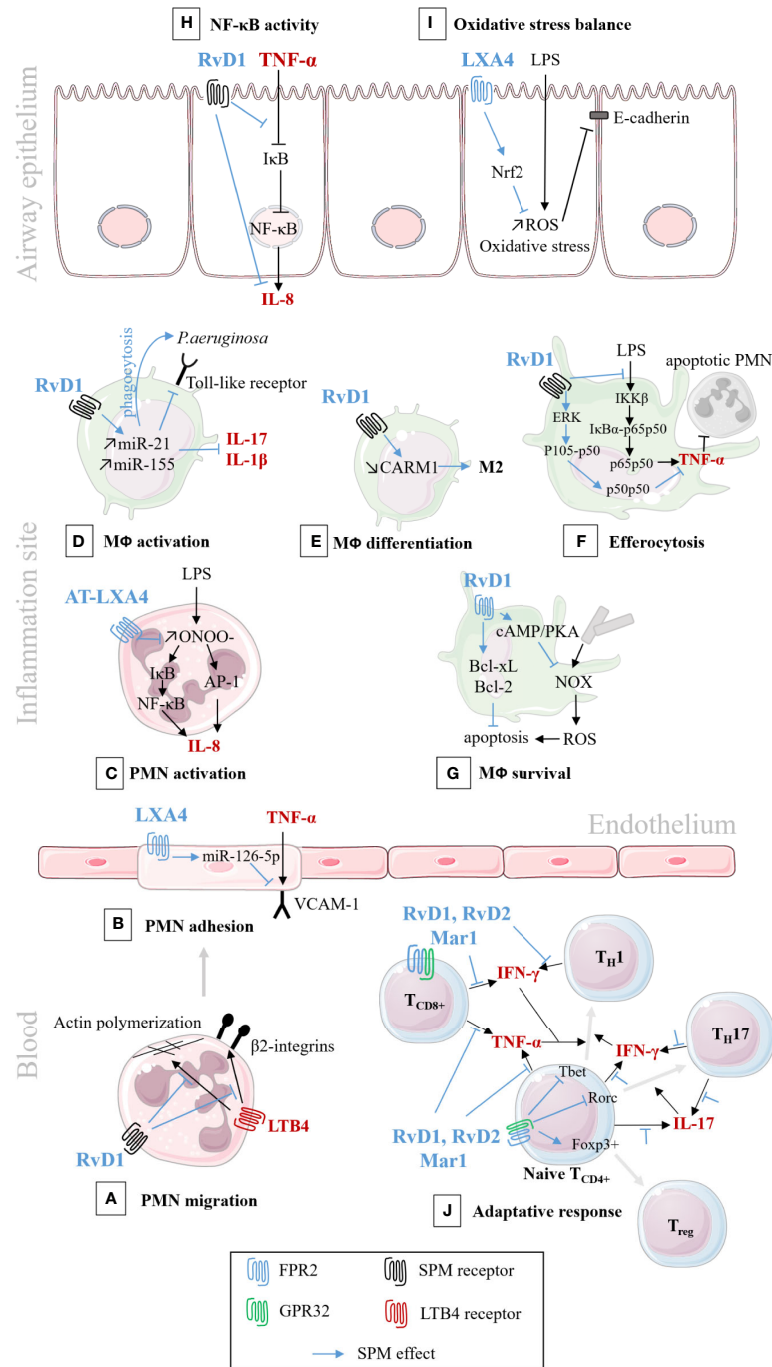 H NF-κB activity
I Oxidative stress balance
RvD1
TNF-α
LXA4
LPS
E-cadherin
IκB
Nrf2
NF-κB
↗ROS
Oxidative stress
IL-8
Airway epithelium
P.aeruginosa
phagocytosis
Toll-like receptor
RvD1
↗miR-21
↗miR-155
IL-17
IL-1β
D MΦ activation
RvD1
↘CARM1
M2
E MΦ differentiation
RvD1
LPS
apoptotic PMN
IKKβ
ERK
IκBα-p65p50
P105-p50
p65p50
TNF-α
p50p50
F Efferocytosis
Inflammation site
LPS
AT-LXA4
↗ONOO-
IκB
AP-1
NF-κB
IL-8
C PMN activation
RvD1
cAMP/PKA
Bcl-xL
Bcl-2
NOX
apoptosis
ROS
G MΦ survival
LXA4
TNF-α
Endothelium
miR-126-5p
VCAM-1
B PMN adhesion
Blood
Actin polymerization
β2-integrins
LTB4
RvD1
A PMN migration
RvD1, RvD2
Mar1
TH1
IFN-γ
TCD8+
TNF-α
IFN-γ
TH17
Tbet
Rorc
IL-17
RvD1, RvD2
Mar1
Foxp3+
Naive TCD4+
J Adaptative response
Treg
FPR2
SPM receptor
GPR32
LTB4 receptor
SPM effect